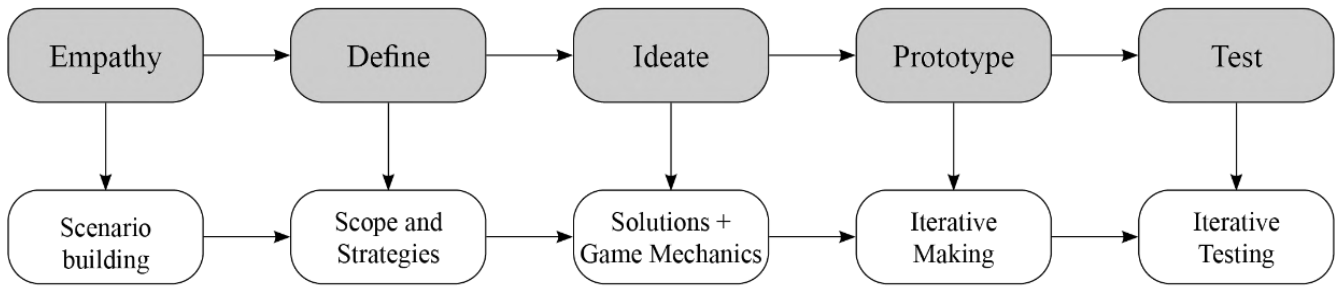 Empathy
Define
Ideate
Prototype
Test
Scenario
building
Scope and
Strategies
Solutions +
Game Mechanics
Iterative
Making
Iterative
Testing